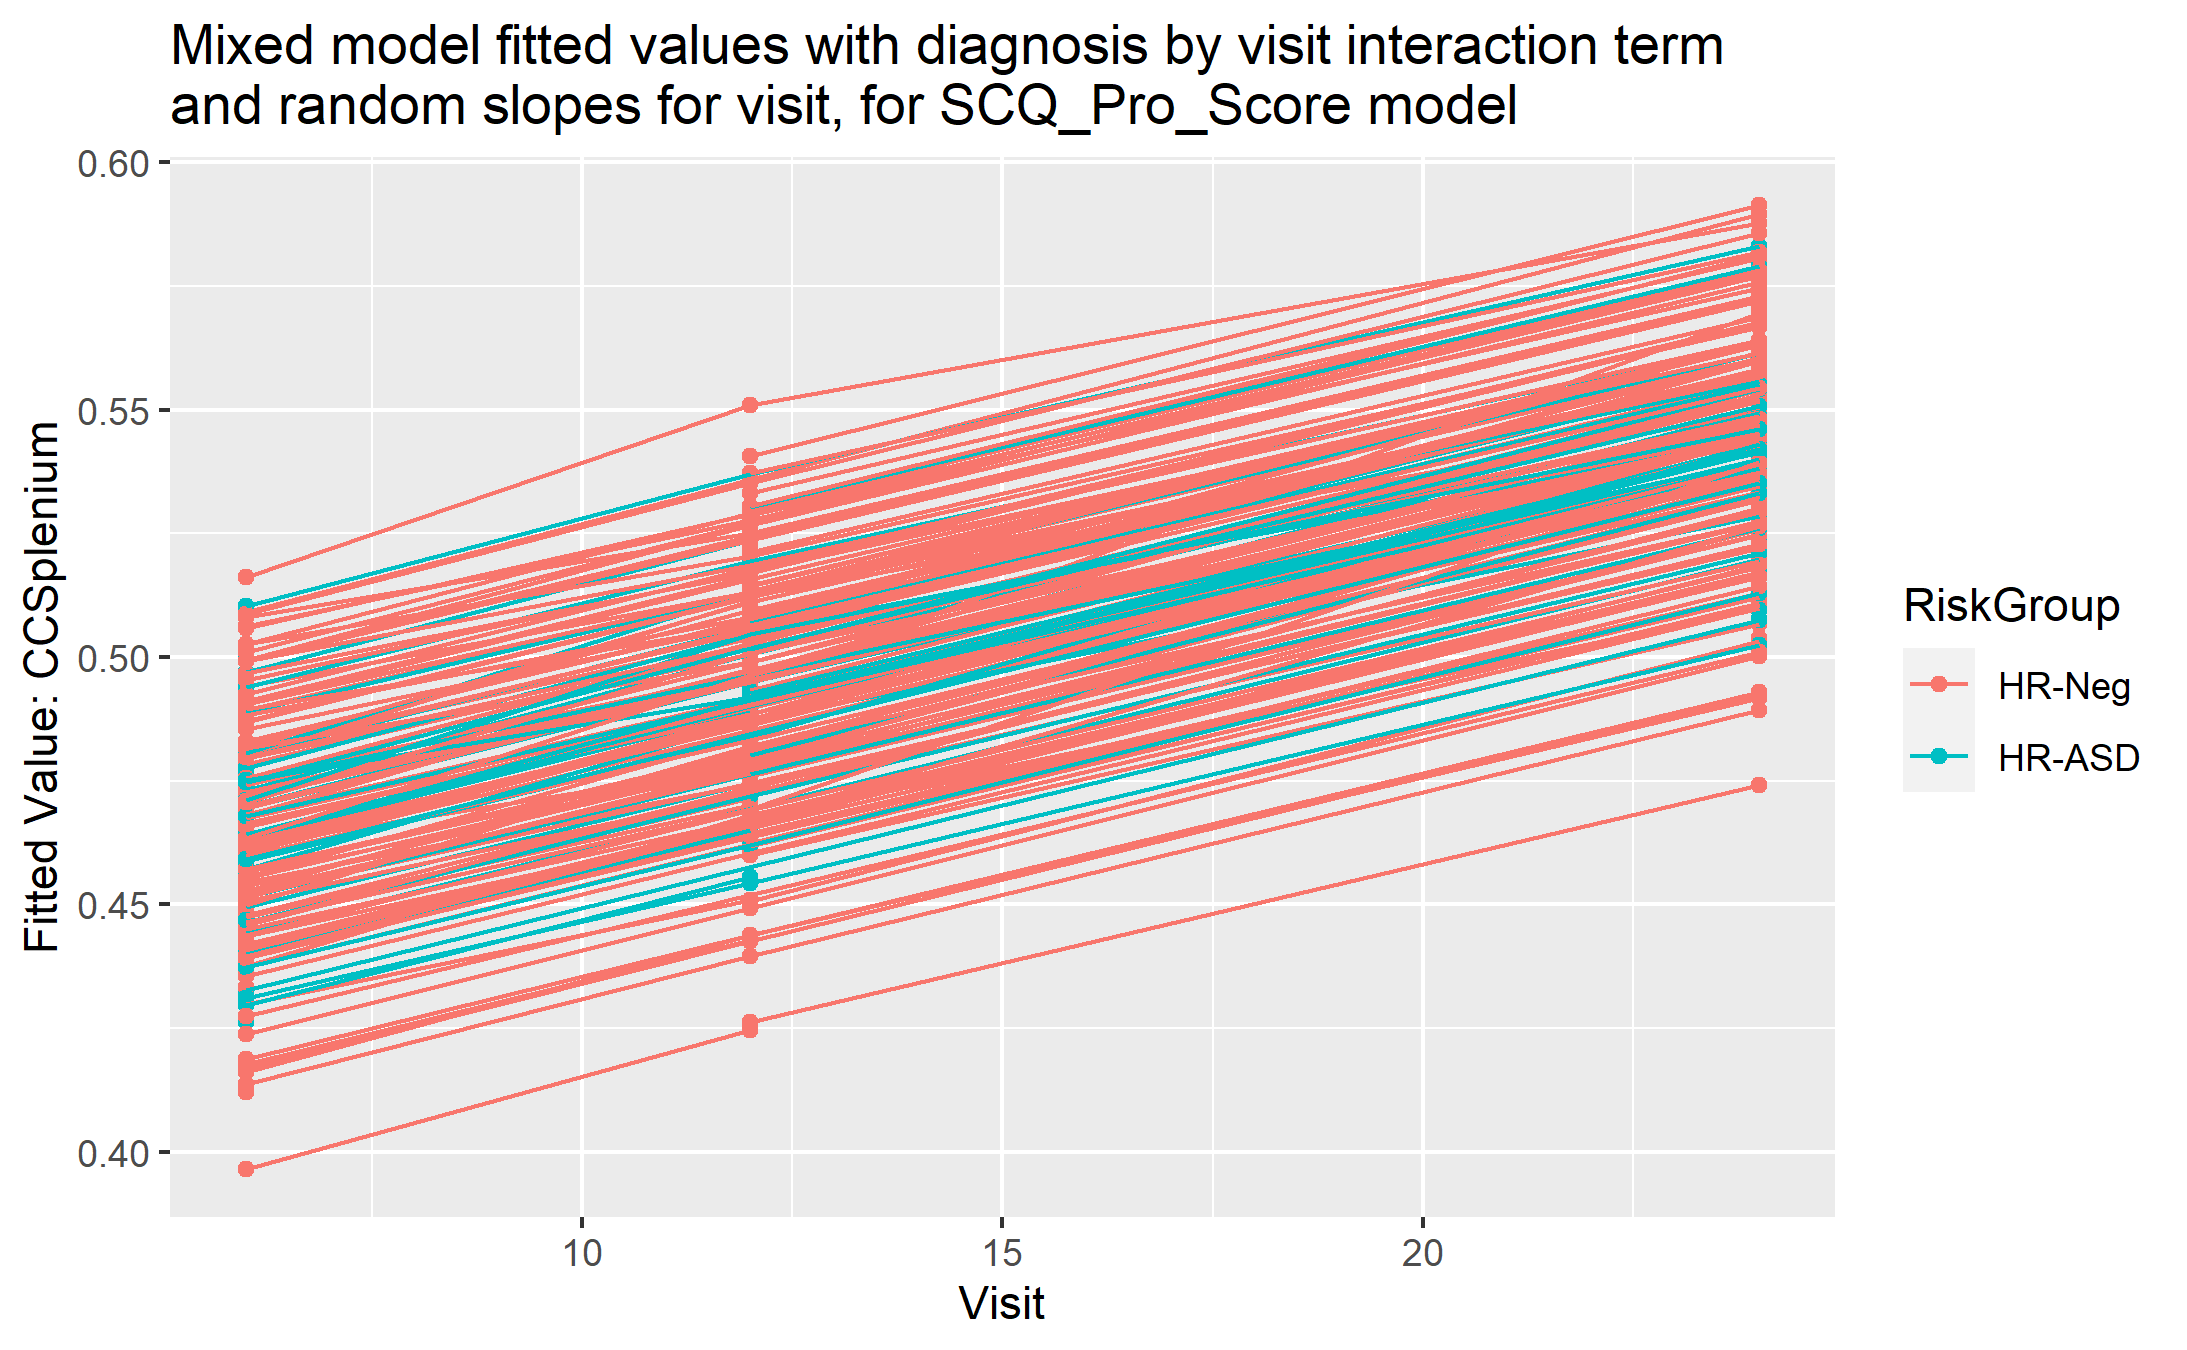 Mixed model fitted values with diagnosis by visit interaction term
and random slopes for visit, for SCQ_Pro_Score model
0.60
0.55
0.50
0.45
0.40
Fitted Value: CCSplenium
10
15
20
Visit
RiskGroup
HR-Neg
HR-ASD